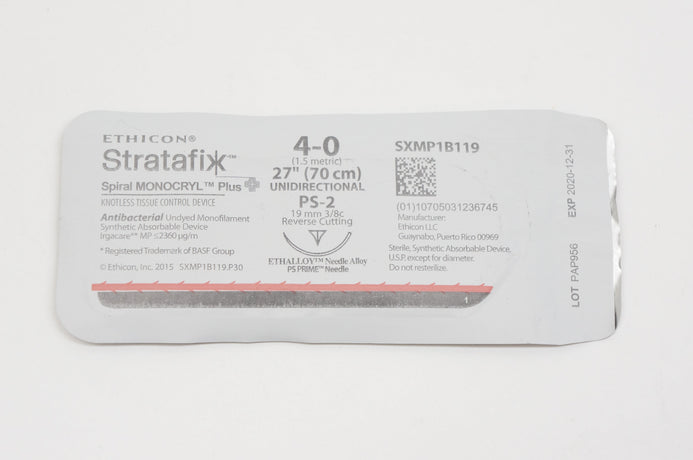 ETHICON®
Stratafix™
Spiral MONOCRYL™ Plus
KNOTLESS TISSUE CONTROL DEVICE
Antibacterial Undyed Monofilament
Synthetic Absorbable Device
Irgacare** MP ≤2360 µg/m
* Registered Trademark of BASF Group
© Ethicon, Inc. 2015 SXMP1B119.P30
4-0
(1.5 metric)
27" (70 cm)
UNIDIRECTIONAL
PS-2
19 mm 3/8c
Reverse Cutting
ETHALLOY™ Needle Alloy
PS PRIME™ Needle
SXMP1B119
(01)10705031236745
Manufacturer:
Ethicon LLC
Guaynabo, Puerto Rico 00969
Sterile, Synthetic Absorbable Device,
U.S.P. except for diameter.
Do not resterilize.
1
LOT PAP956 EXP 2020-12-31